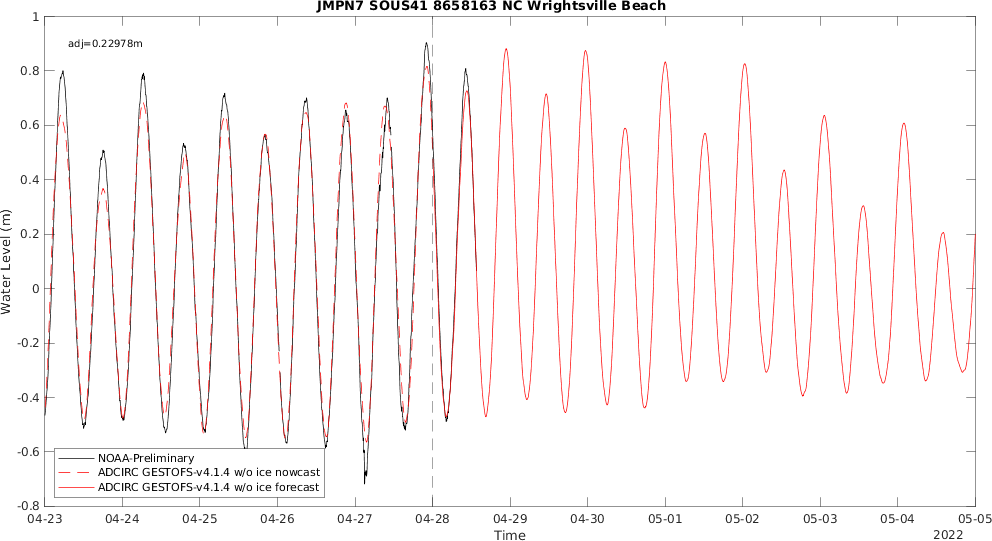 JMPN7 SOUS41 8658163 NC Wrightsville Beach
adj=0.22978m
1
0.8
0.6
0.4
0.2
0
-0.2
-0.4
-0.6
-0.8
Water Level (m)
NOAA-Preliminary
ADCIRC GESTOFS-v4.1.4 w/o ice nowcast
ADCIRC GESTOFS-v4.1.4 w/o ice forecast
04-23 04-24 04-25 04-26 04-27 04-28 04-29 04-30 05-01 05-02 05-03 05-04 05-05
Time
2022